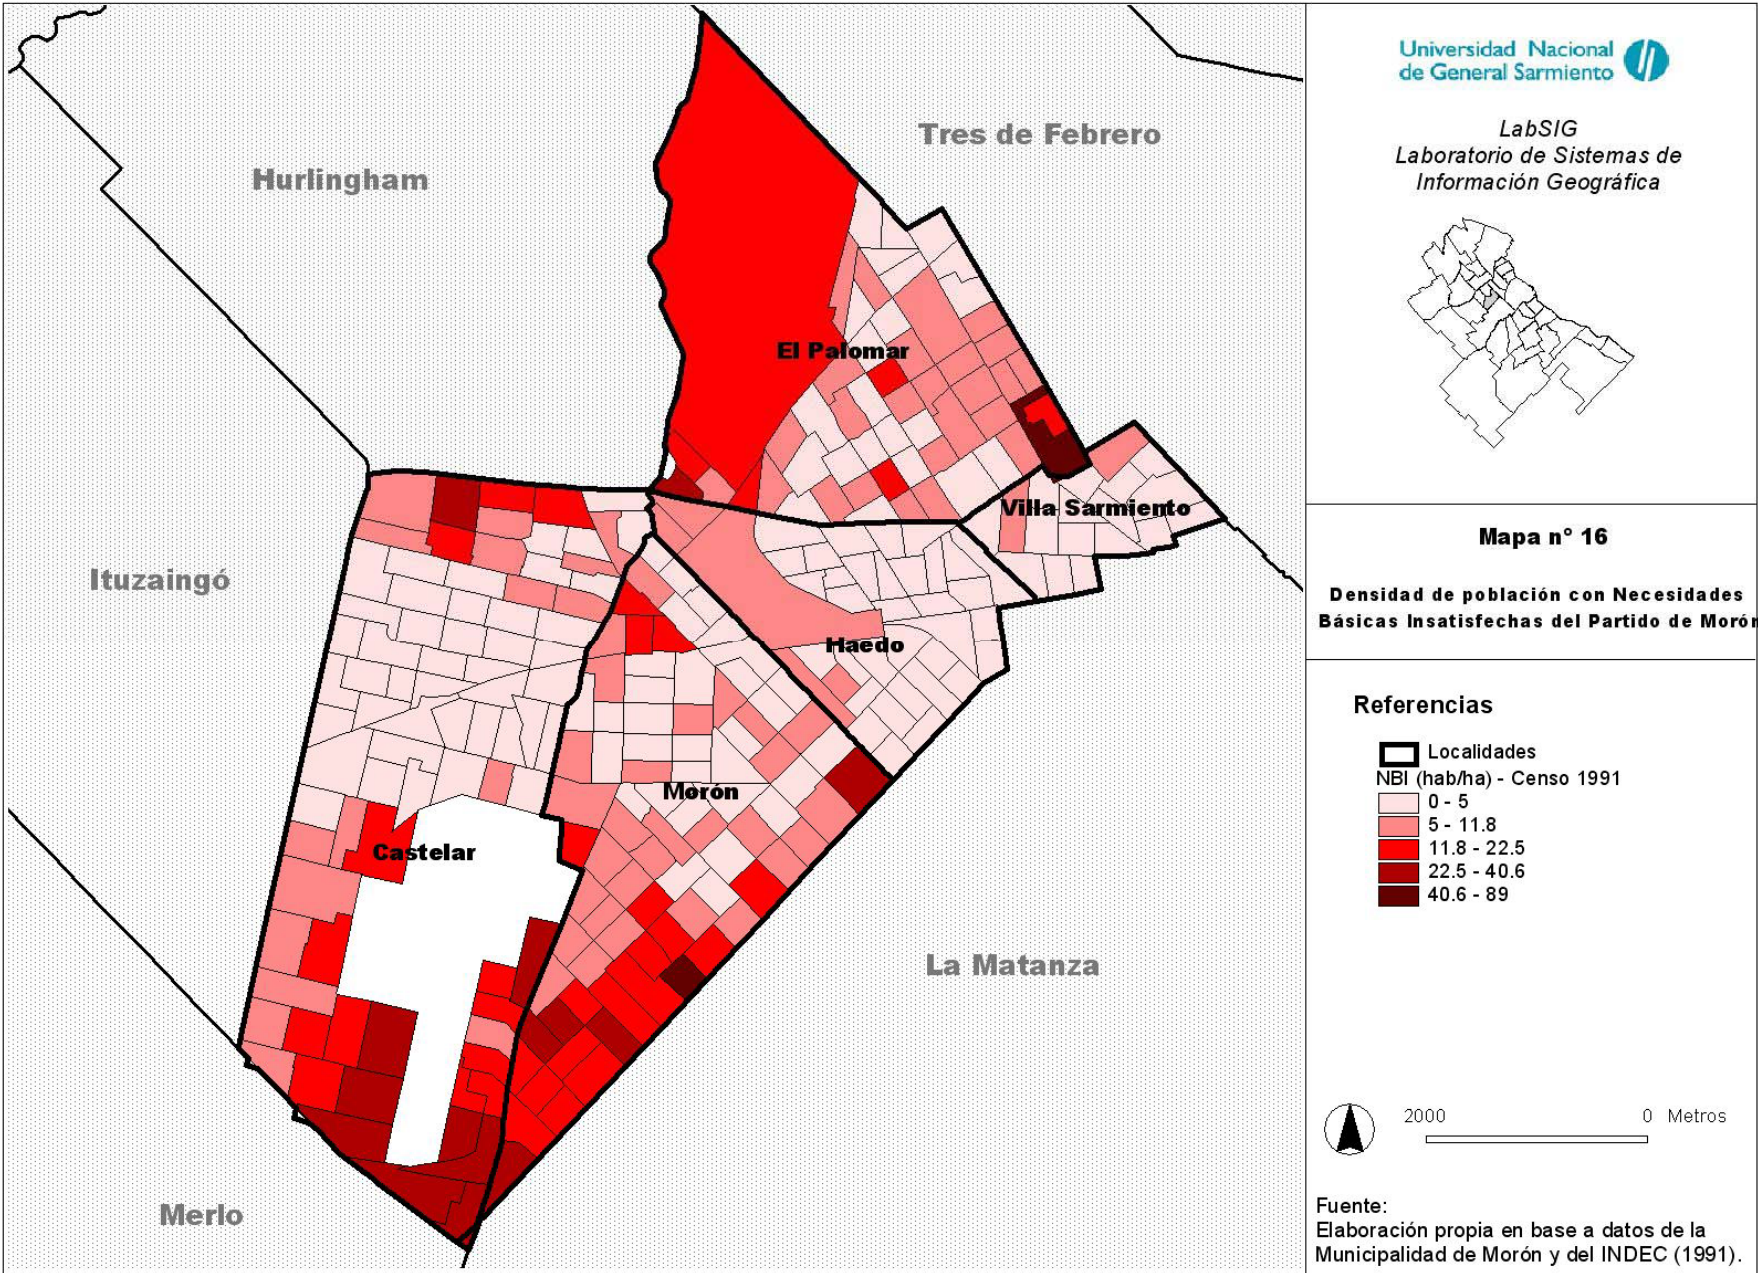 Hurlingham
Tres de Febrero
El Palomar
Villa Sarmiento
Ituzaingó
Haedo
Morón
Castelar
La Matanza
Merlo
Universidad Nacional
de General Sarmiento
LabSIG
Laboratorio de Sistemas de
Información Geográfica
Mapa n° 16
Densidad de población con Necesidades
Básicas Insatisfechas del Partido de Morón
Referencias
Localidades
NBI (hab/ha) - Censo 1991
0 - 5
5 - 11.8
11.8 - 22.5
22.5 - 40.6
40.6 - 89
2000 0 Metros
Fuente:
Elaboración propia en base a datos de la
Municipalidad de Morón y del INDEC (1991).